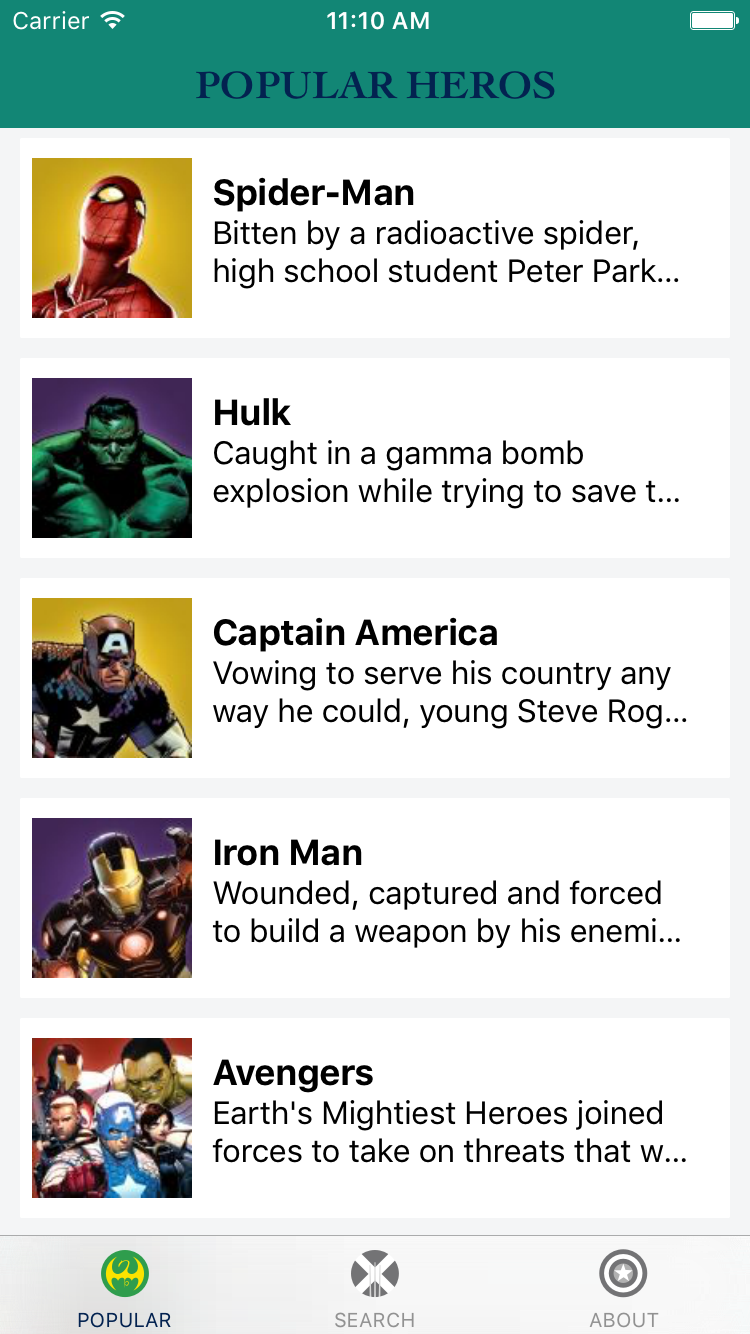 Carrier 11:10 AM
POPULAR HEROS
Spider-Man
Bitten by a radioactive spider,
high school student Peter Park...
Hulk
Caught in a gamma bomb
explosion while trying to save t...
Captain America
Vowing to serve his country any
way he could, young Steve Rog...
Iron Man
Wounded, captured and forced
to build a weapon by his enemi...
Avengers
Earth's Mightiest Heroes joined
forces to take on threats that w...
POPULAR SEARCH ABOUT